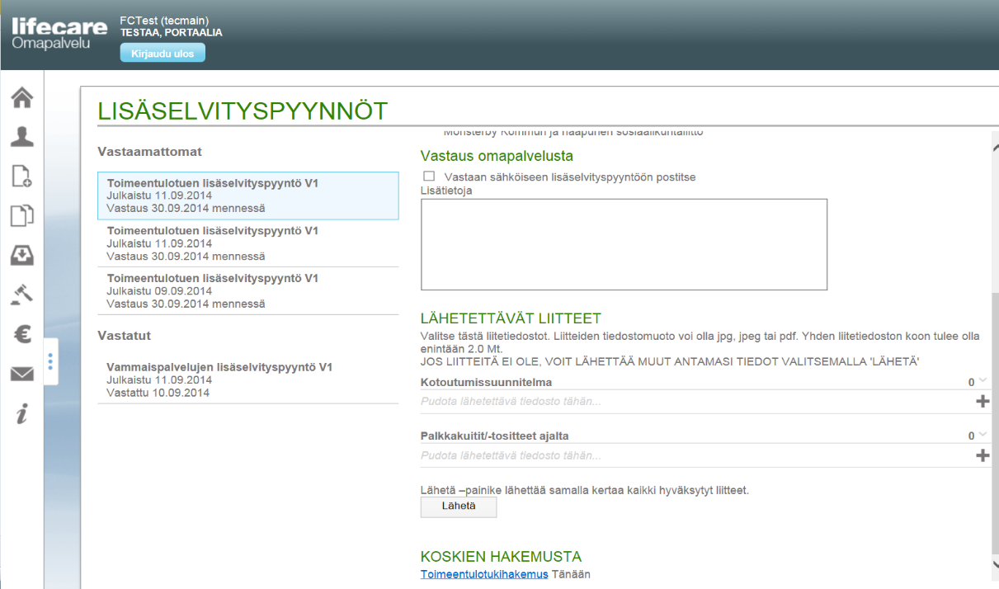 lifecare
Omapalvelu
FCTest (tecmain)
TESTAA, PORTAALIA
Kirjaudu ulos
LISÄSELVITYSPYYNNÖT
Vastaamattomat
Toimeentulotuen lisäselvityspyyntö V1
Julkaistu 11.09.2014
Vastaus 30.09.2014 mennessä
Toimeentulotuen lisäselvityspyyntö V1
Julkaistu 11.09.2014
Vastaus 30.09.2014 mennessä
Toimeentulotuen lisäselvityspyyntö V1
Julkaistu 09.09.2014
Vastaus 30.09.2014 mennessä
Vastatut
Vammaispalvelujen lisäselvityspyyntö V1
Julkaistu 11.09.2014
Vastattu 10.09.2014
Kommun ja
Vastaus omapalvelusta
Vastaan sähköiseen lisäselvityspyyntöön postitse
Lisätietoja
LÄHETETTÄVÄT LIITTEET
Valitse tästä liitetiedostot. Liitteiden tiedostomuoto voi olla jpg, jpeg tai pdf. Yhden liitetiedoston koon tulee olla
enintään 2.0 Mt.
JOS LIITTEITÄ EI OLE, VOIT LÄHETTÄÄ MUUT ANTAMASI TIEDOT VALITSEMALLA 'LÄHETÄ'
Kotoutumissuunnitelma 0
Pudota lähetettävä tiedosto tähän...
Palkkakuitit/-tositteet ajalta 0
Pudota lähetettävä tiedosto tähän...
Lähetä –painike lähettää samalla kertaa kaikki hyväksytyt liitteet.
Lähetä
KOSKIEN HAKEMUSTA
Toimeentulotukihakemus Tänään